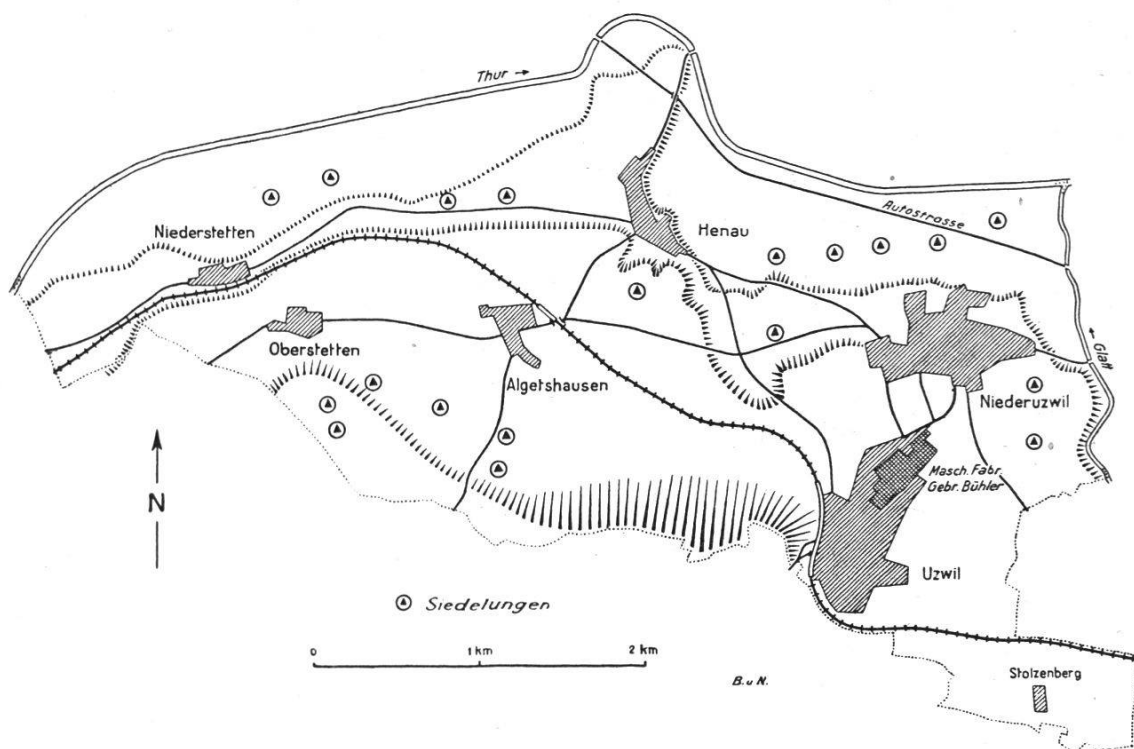 Thur →
Autostrasse
Niederstetten
Henau
Glatt
Oberstetten
Algetshausen
Niederuzwil
Masch. Fabr.
Gebr. Bühler
N
Uzwil
Siedelungen
0 1 km 2 km
B. u N.
Stolzenberg